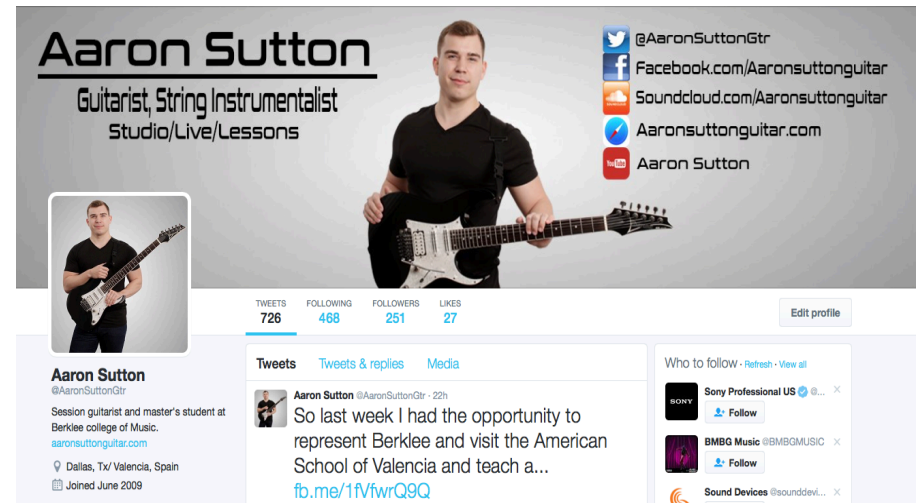 Aaron Sutton
Guitarist, String Instrumentalist
Studio/Live/Lessons
@AaronSuttonGtr
Facebook.com/Aaronsuttonguitar
Soundcloud.com/Aaronsuttonguitar
Aaronsuttonguitar.com
You Tube Aaron Sutton
TWEETS FOLLOWING FOLLOWERS LIKES
726 468 251 27
Edit profile
Aaron Sutton
@AaronSuttonGtr
Session guitarist and master's student at
Berklee college of Music.
aaronsuttonguitar.com
Dallas, Tx/ Valencia, Spain
Joined June 2009
Tweets Tweets & replies Media
Aaron Sutton @AaronSuttonGtr · 22h
So last week I had the opportunity to
represent Berklee and visit the American
School of Valencia and teach a...
fb.me/1fVfwrQ9Q
Who to follow · Refresh · View all
SONY
Sony Professional US @...
Follow
BMBG Music @BMBGMUSIC
Follow
Sound Devices @sounddevi...